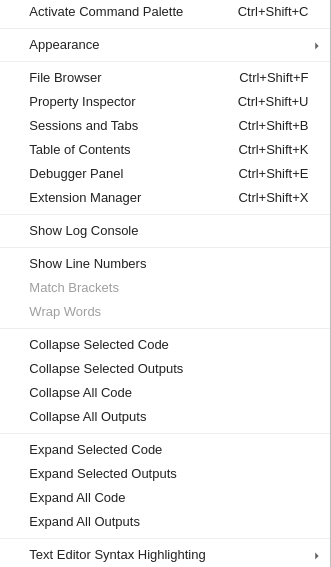 Activate Command Palette Ctrl+Shift+C
Appearance
File Browser Ctrl+Shift+F
Property Inspector Ctrl+Shift+U
Sessions and Tabs Ctrl+Shift+B
Table of Contents Ctrl+Shift+K
Debugger Panel Ctrl+Shift+E
Extension Manager Ctrl+Shift+X
Show Log Console
Show Line Numbers
Match Brackets
Wrap Words
Collapse Selected Code
Collapse Selected Outputs
Collapse All Code
Collapse All Outputs
Expand Selected Code
Expand Selected Outputs
Expand All Code
Expand All Outputs
Text Editor Syntax Highlighting